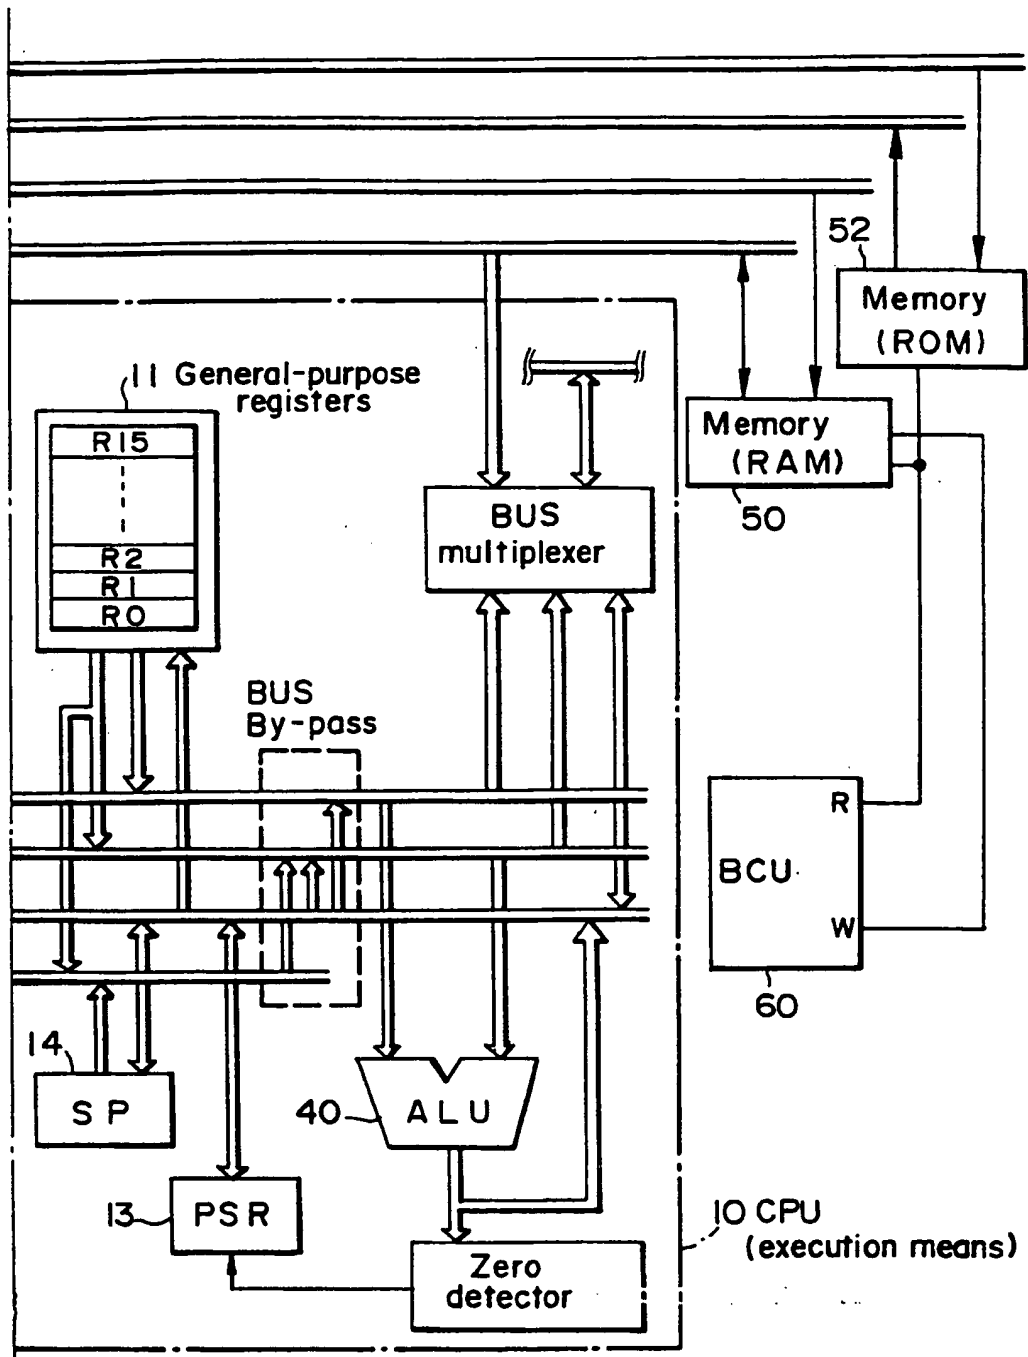 52
Memory
(ROM)
11 General-purpose
registers
R15
R2
R1
R0
Memory
(RAM)
50
BUS
multiplexer
BUS
By-pass
R
BCU
W
60
14
SP
40
ALU
13
PSR
10 CPU
(execution means)
Zero
detector